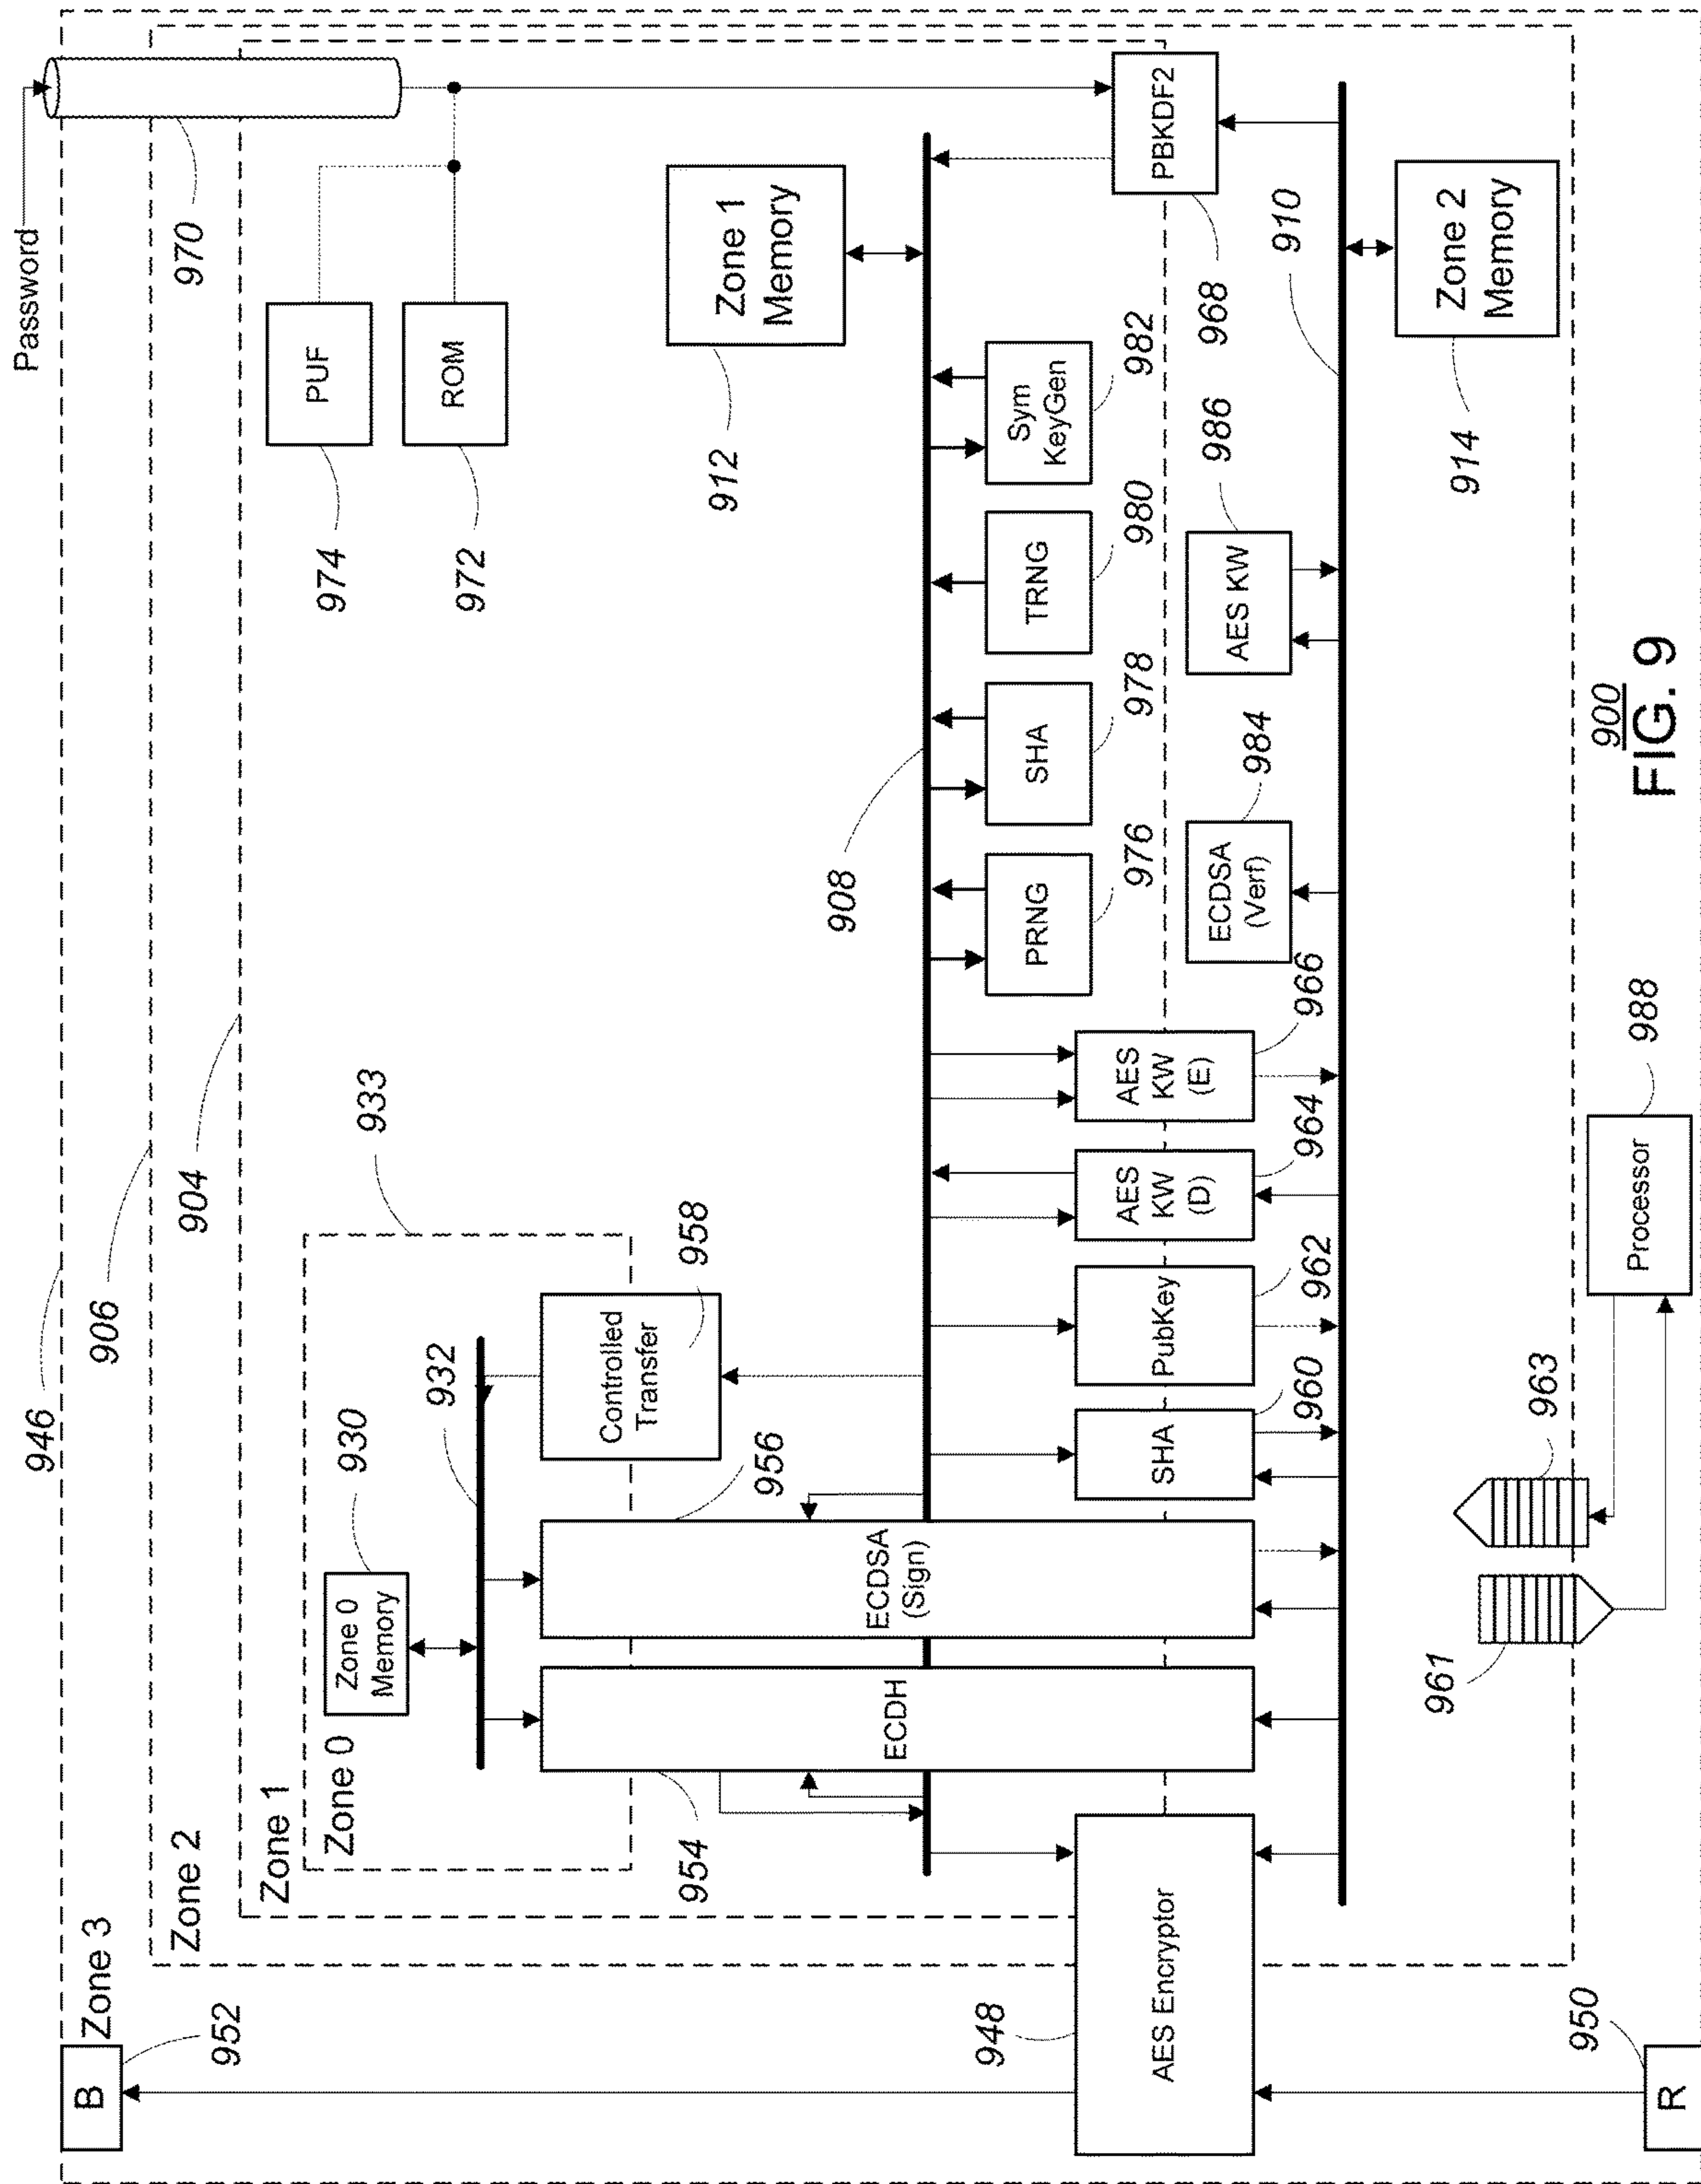 946
906
904
Password
970
Zone 3
Zone 2
Zone 1
Zone 0
B
952
PUF
974
ROM
972
933
930
Zone 0
Memory
932
Controlled
Transfer
958
956
954
ECDH
ECDSA
(Sign)
908
Zone 1
Memory
912
948
AES Encryptor
SHA
960
PubKey
962
AES
KW
(D)
964
AES
KW
(E)
966
PRNG
976
SHA
978
TRNG
980
Sym
KeyGen
982
PBKDF2
968
ECDSA
(Verf)
984
AES KW
986
910
Zone 2
Memory
914
961
963
Processor
988
950
R
900
FIG. 9